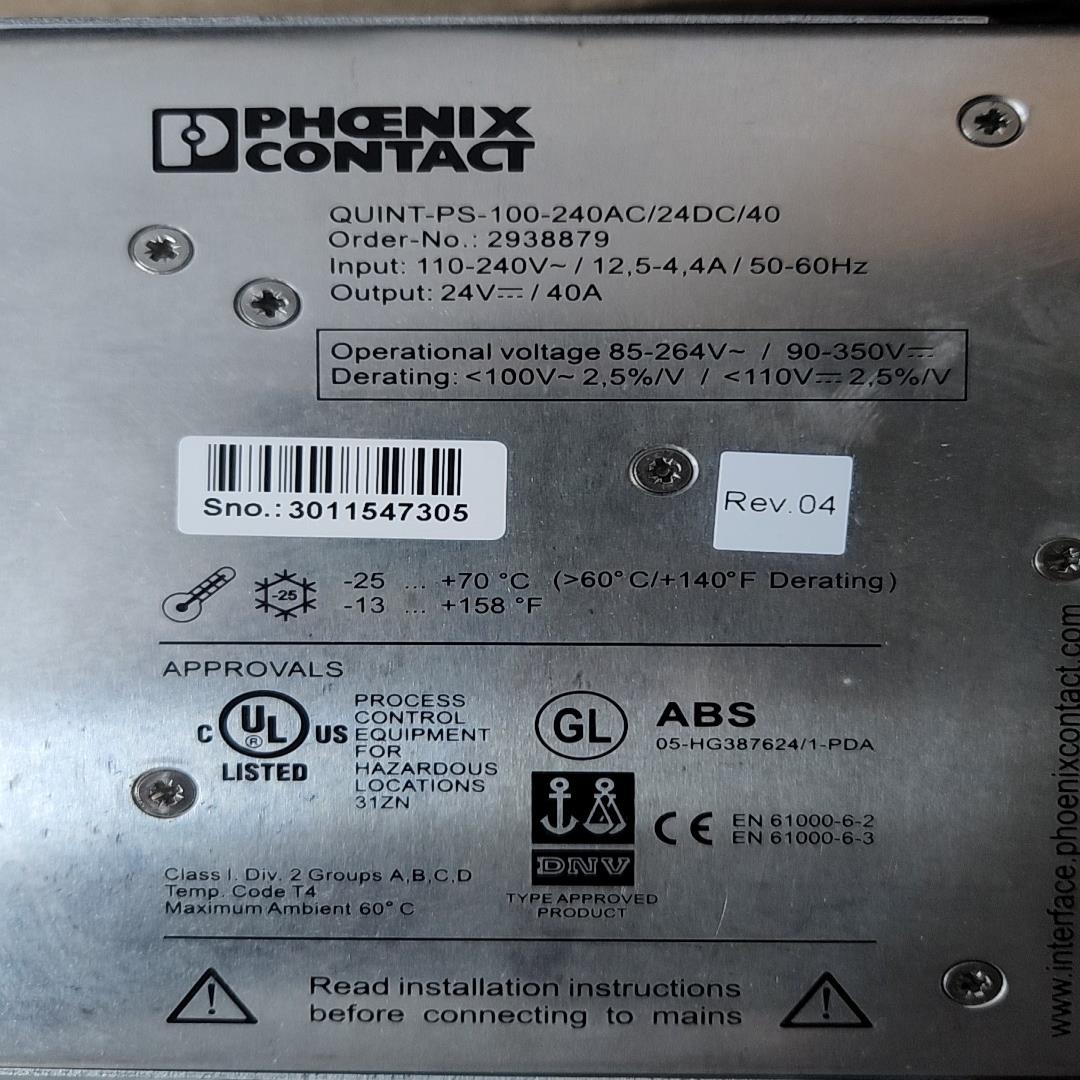 PHŒNIX
CONTACT
QUINT-PS-100-240AC/24DC/40
Order-No.: 2938879
Input: 110-240V~ / 12,5-4,4A / 50-60Hz
Output: 24V⎓ / 40A
Operational voltage 85-264V~ / 90-350V⎓
Derating: <100V~ 2,5%/V / <110V⎓ 2,5%/V
Sno.: 3011547305
Rev.04
-25
-25 ... +70 °C (>60°C/+140°F Derating)
-13 ... +158 °F
APPROVALS
C UL ® US
LISTED
PROCESS
CONTROL
EQUIPMENT
FOR
HAZARDOUS
LOCATIONS
31ZN
GL
ABS
05-HG387624/1-PDA
DNV
TYPE APPROVED
PRODUCT
CE
EN 61000-6-2
EN 61000-6-3
Class I. Div. 2 Groups A,B,C,D
Temp. Code T4
Maximum Ambient 60° C
Read installation instructions
before connecting to mains
www.interface.phoenixcontact.com